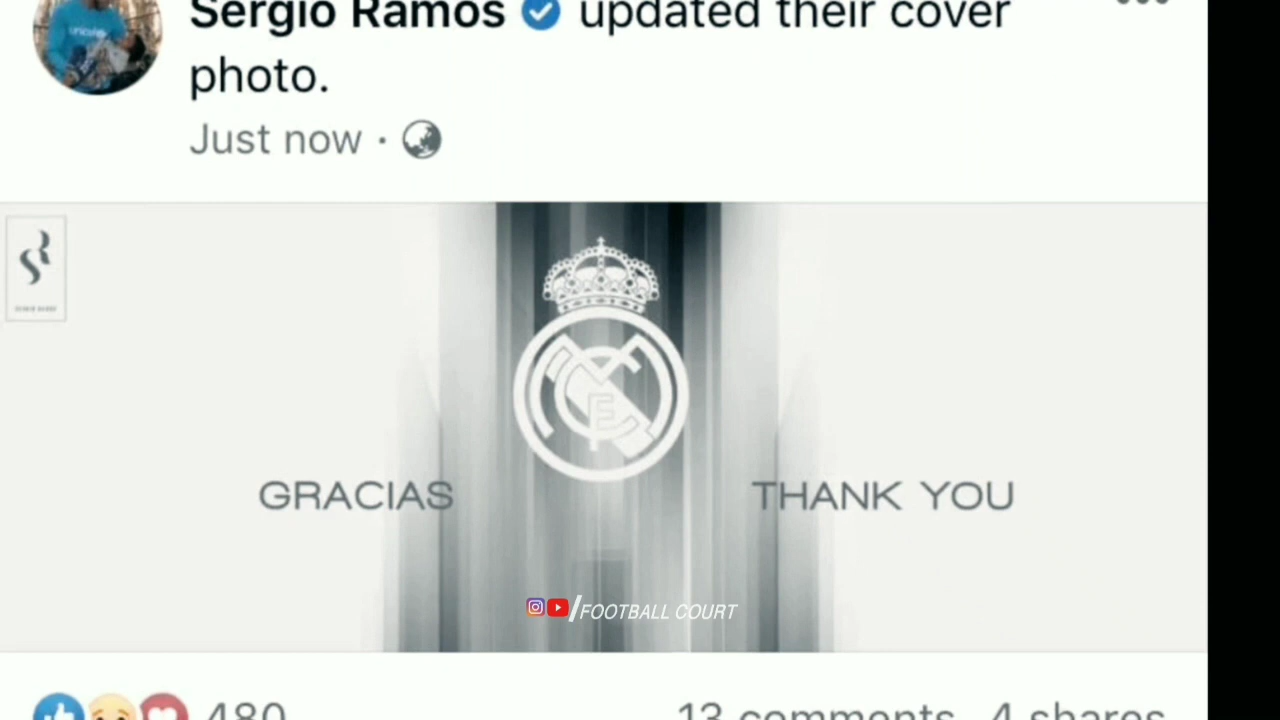 Sergio Ramos updated their cover
photo.
Just now ·
GRACIAS
THANK YOU
/FOOTBALL COURT
480
13 comments 4 shares